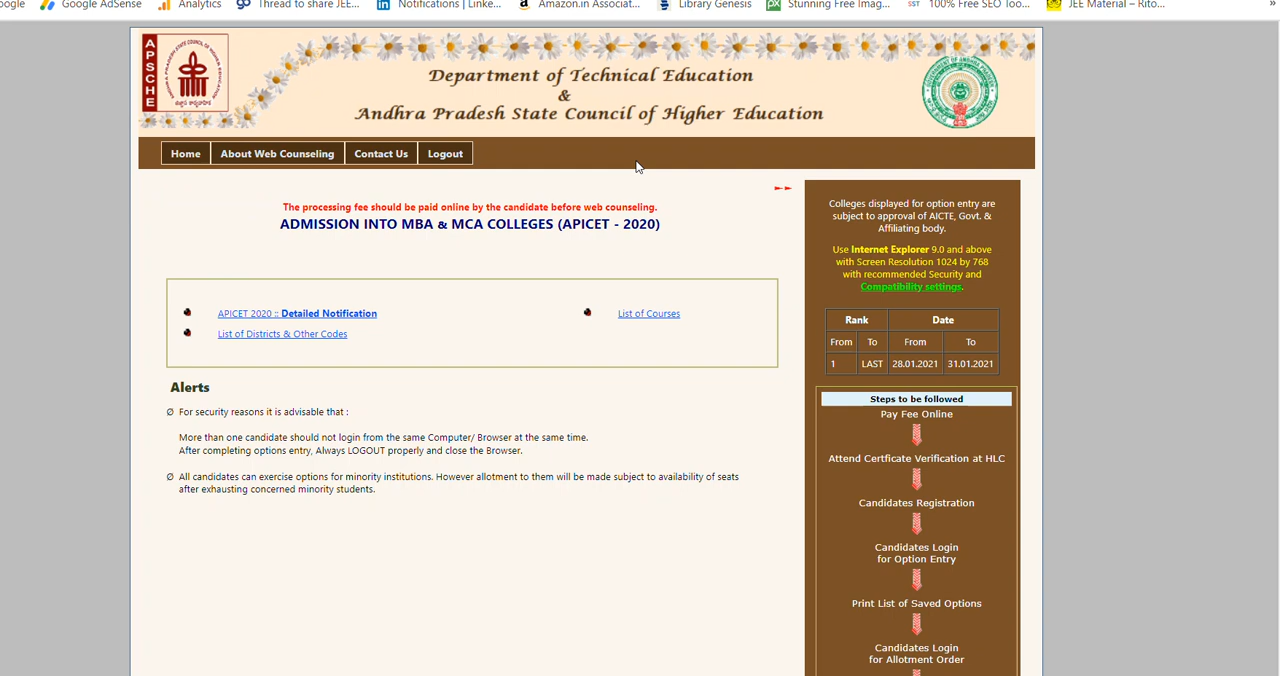 Google AdSense
Analytics
Thread to share JEE...
Notifications | Linke...
Amazon.in Associat...
Library Genesis
Stunning Free Imag...
100% Free SEO Too...
JEE Material – Rito...
»
APSCHE
Department of Technical Education
&
Andhra Pradesh State Council of Higher Education
Home
About Web Counseling
Contact Us
Logout
The processing fee should be paid online by the candidate before web counseling.
ADMISSION INTO MBA & MCA COLLEGES (APICET - 2020)
APICET 2020 :: Detailed Notification
List of Courses
List of Districts & Other Codes
Alerts
Ø For security reasons it is advisable that :
More than one candidate should not login from the same Computer/ Browser at the same time.
After completing options entry, Always LOGOUT properly and close the Browser.
Ø All candidates can exercise options for minority institutions. However allotment to them will be made subject to availability of seats
after exhausting concerned minority students.
Colleges displayed for option entry are
subject to approval of AICTE, Govt. &
Affiliating body.
Use Internet Explorer 9.0 and above
with Screen Resolution 1024 by 768
with recommended Security and
Compatibility settings.
Rank Date
From To From To
1 LAST 28.01.2021 31.01.2021
Steps to be followed
Pay Fee Online
Attend Certficate Verification at HLC
Candidates Registration
Candidates Login
for Option Entry
Print List of Saved Options
Candidates Login
for Allotment Order